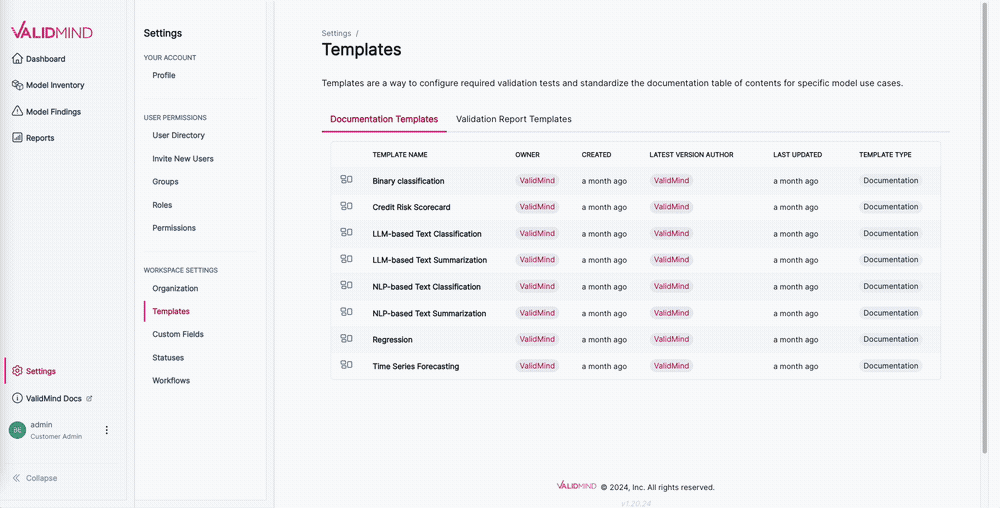 VALIDMIND
Dashboard
Model Inventory
Model Findings
Reports
Settings
ValidMind Docs
BE
admin
Customer Admin
Collapse
Settings
YOUR ACCOUNT
Profile
USER PERMISSIONS
User Directory
Invite New Users
Groups
Roles
Permissions
WORKSPACE SETTINGS
Organization
Templates
Custom Fields
Statuses
Workflows
Settings /
Templates
Templates are a way to configure required validation tests and standardize the documentation table of contents for specific model use cases.
Documentation Templates Validation Report Templates
TEMPLATE NAME OWNER CREATED LATEST VERSION AUTHOR LAST UPDATED TEMPLATE TYPE
Binary classification ValidMind a month ago ValidMind a month ago Documentation
Credit Risk Scorecard ValidMind a month ago ValidMind a month ago Documentation
LLM-based Text Classification ValidMind a month ago ValidMind a month ago Documentation
LLM-based Text Summarization ValidMind a month ago ValidMind a month ago Documentation
NLP-based Text Classification ValidMind a month ago ValidMind a month ago Documentation
NLP-based Text Summarization ValidMind a month ago ValidMind a month ago Documentation
Regression ValidMind a month ago ValidMind a month ago Documentation
Time Series Forecasting ValidMind a month ago ValidMind a month ago Documentation
VALIDMIND © 2024, Inc. All rights reserved.
v1.20.24